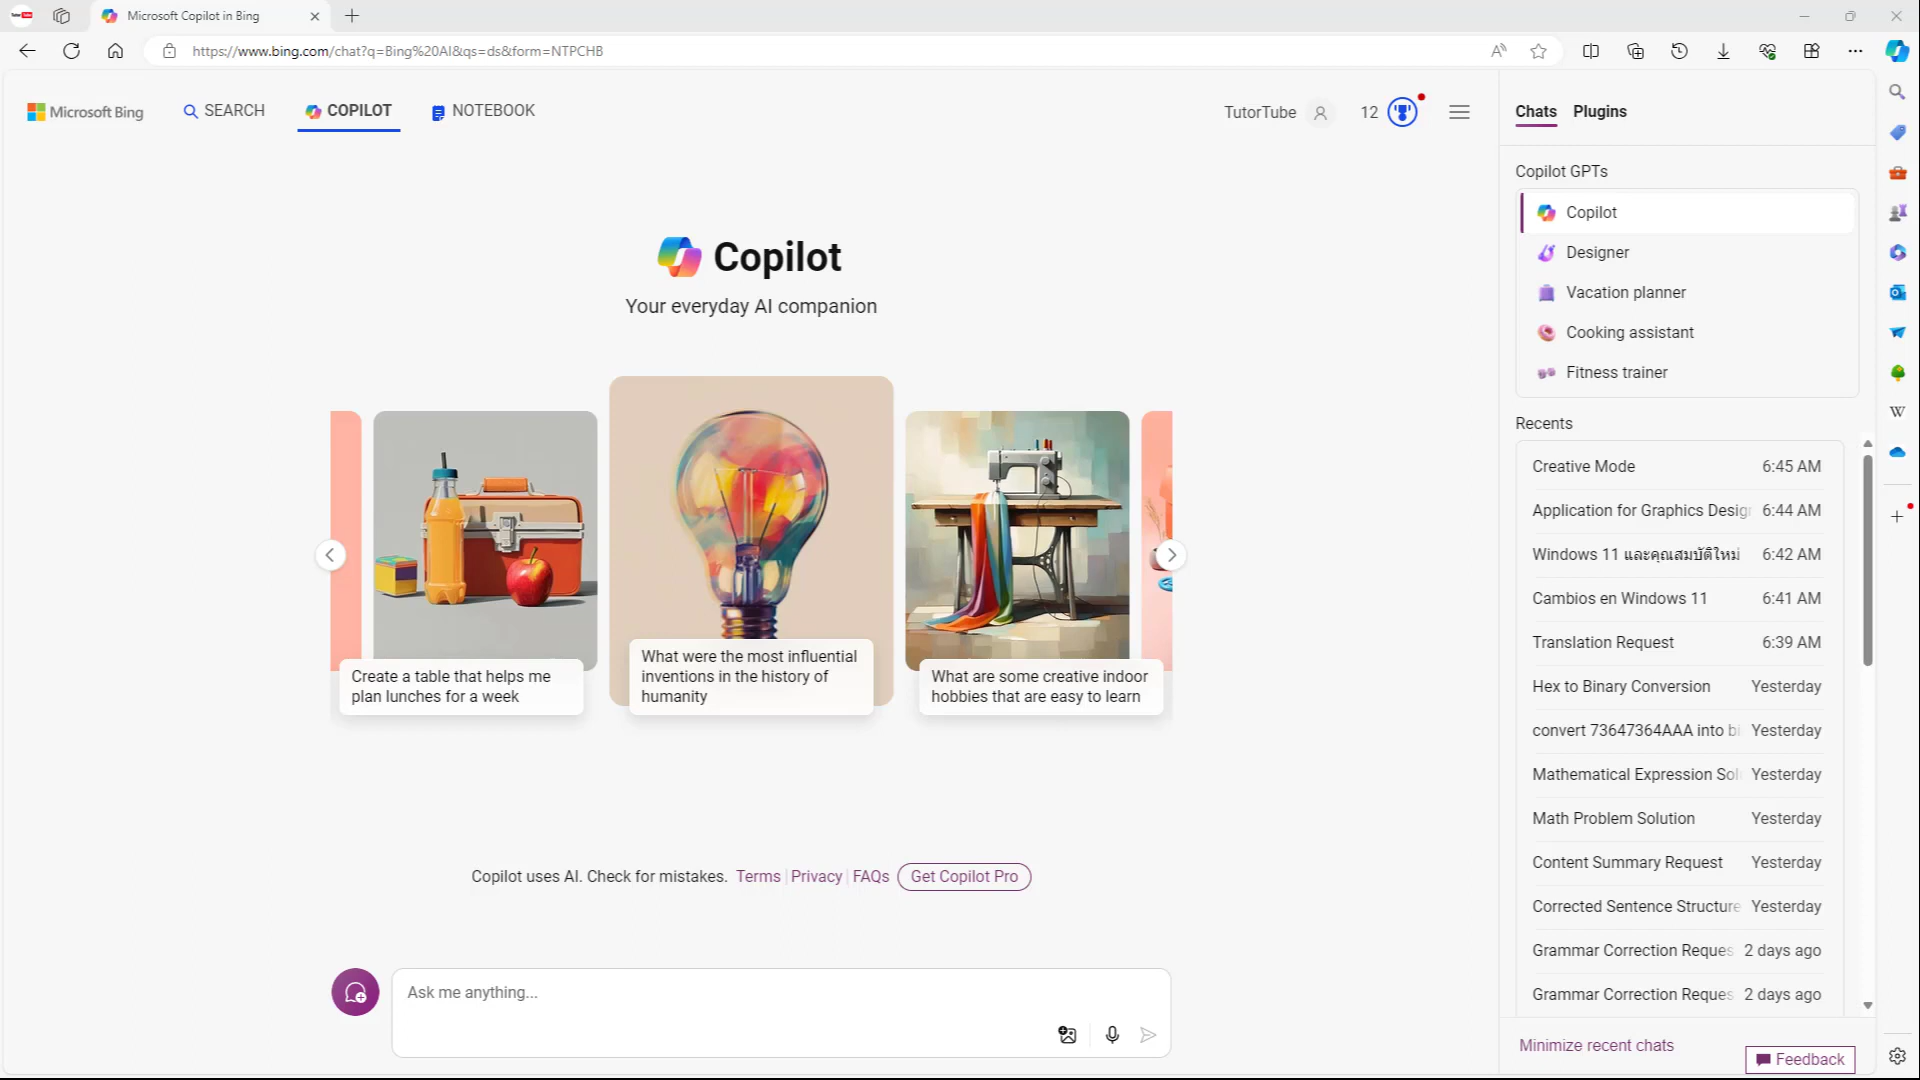 Microsoft Copilot in Bing
https://www.bing.com/chat?q=Bing%20AI&qs=ds&form=NTPCHB
Microsoft Bing
SEARCH
COPILOT
NOTEBOOK
TutorTube
12
Chats
Plugins
Copilot
Your everyday AI companion
Create a table that helps me
plan lunches for a week
What were the most influential
inventions in the history of
humanity
What are some creative indoor
hobbies that are easy to learn
Copilot uses AI. Check for mistakes. Terms Privacy FAQs Get Copilot Pro
Ask me anything...
Copilot GPTs
Copilot
Designer
Vacation planner
Cooking assistant
Fitness trainer
Recents
Creative Mode 6:45 AM
Application for Graphics Desig 6:44 AM
Windows 11 และคุณสมบัติใหม่ 6:42 AM
Cambios en Windows 11 6:41 AM
Translation Request 6:39 AM
Hex to Binary Conversion Yesterday
convert 73647364AAA into bi Yesterday
Mathematical Expression Sol Yesterday
Math Problem Solution Yesterday
Content Summary Request Yesterday
Corrected Sentence Structure Yesterday
Grammar Correction Reques 2 days ago
Grammar Correction Reques 2 days ago
Minimize recent chats
Feedback
W